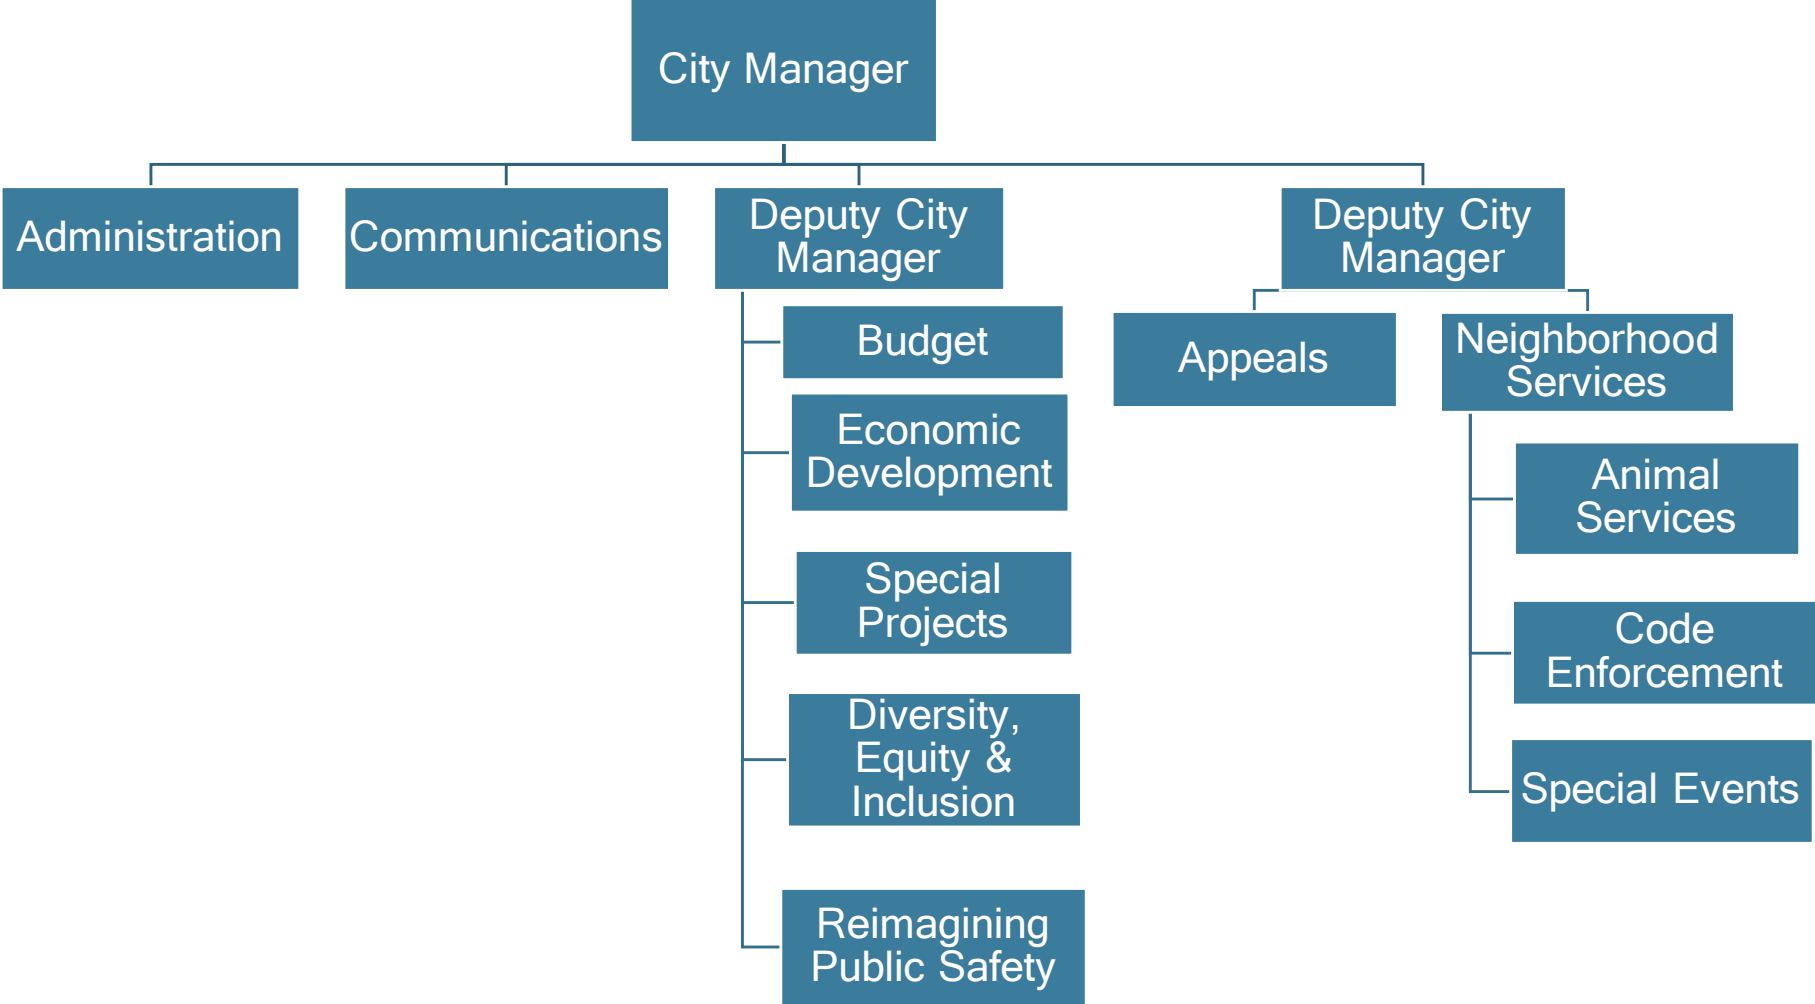 City Manager
Administration
Communications
Deputy City
Manager
Deputy City
Manager
Budget
Economic
Development
Special
Projects
Diversity,
Equity &
Inclusion
Reimagining
Public Safety
Appeals
Neighborhood
Services
Animal
Services
Code
Enforcement
Special Events